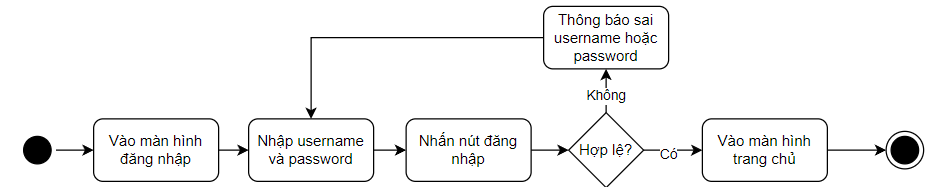 Thông báo sai
username hoặc
password
Không
Vào màn hình
đăng nhập
Nhập username
và password
Nhấn nút đăng
nhập
Hợp lệ?
Có
Vào màn hình
trang chủ